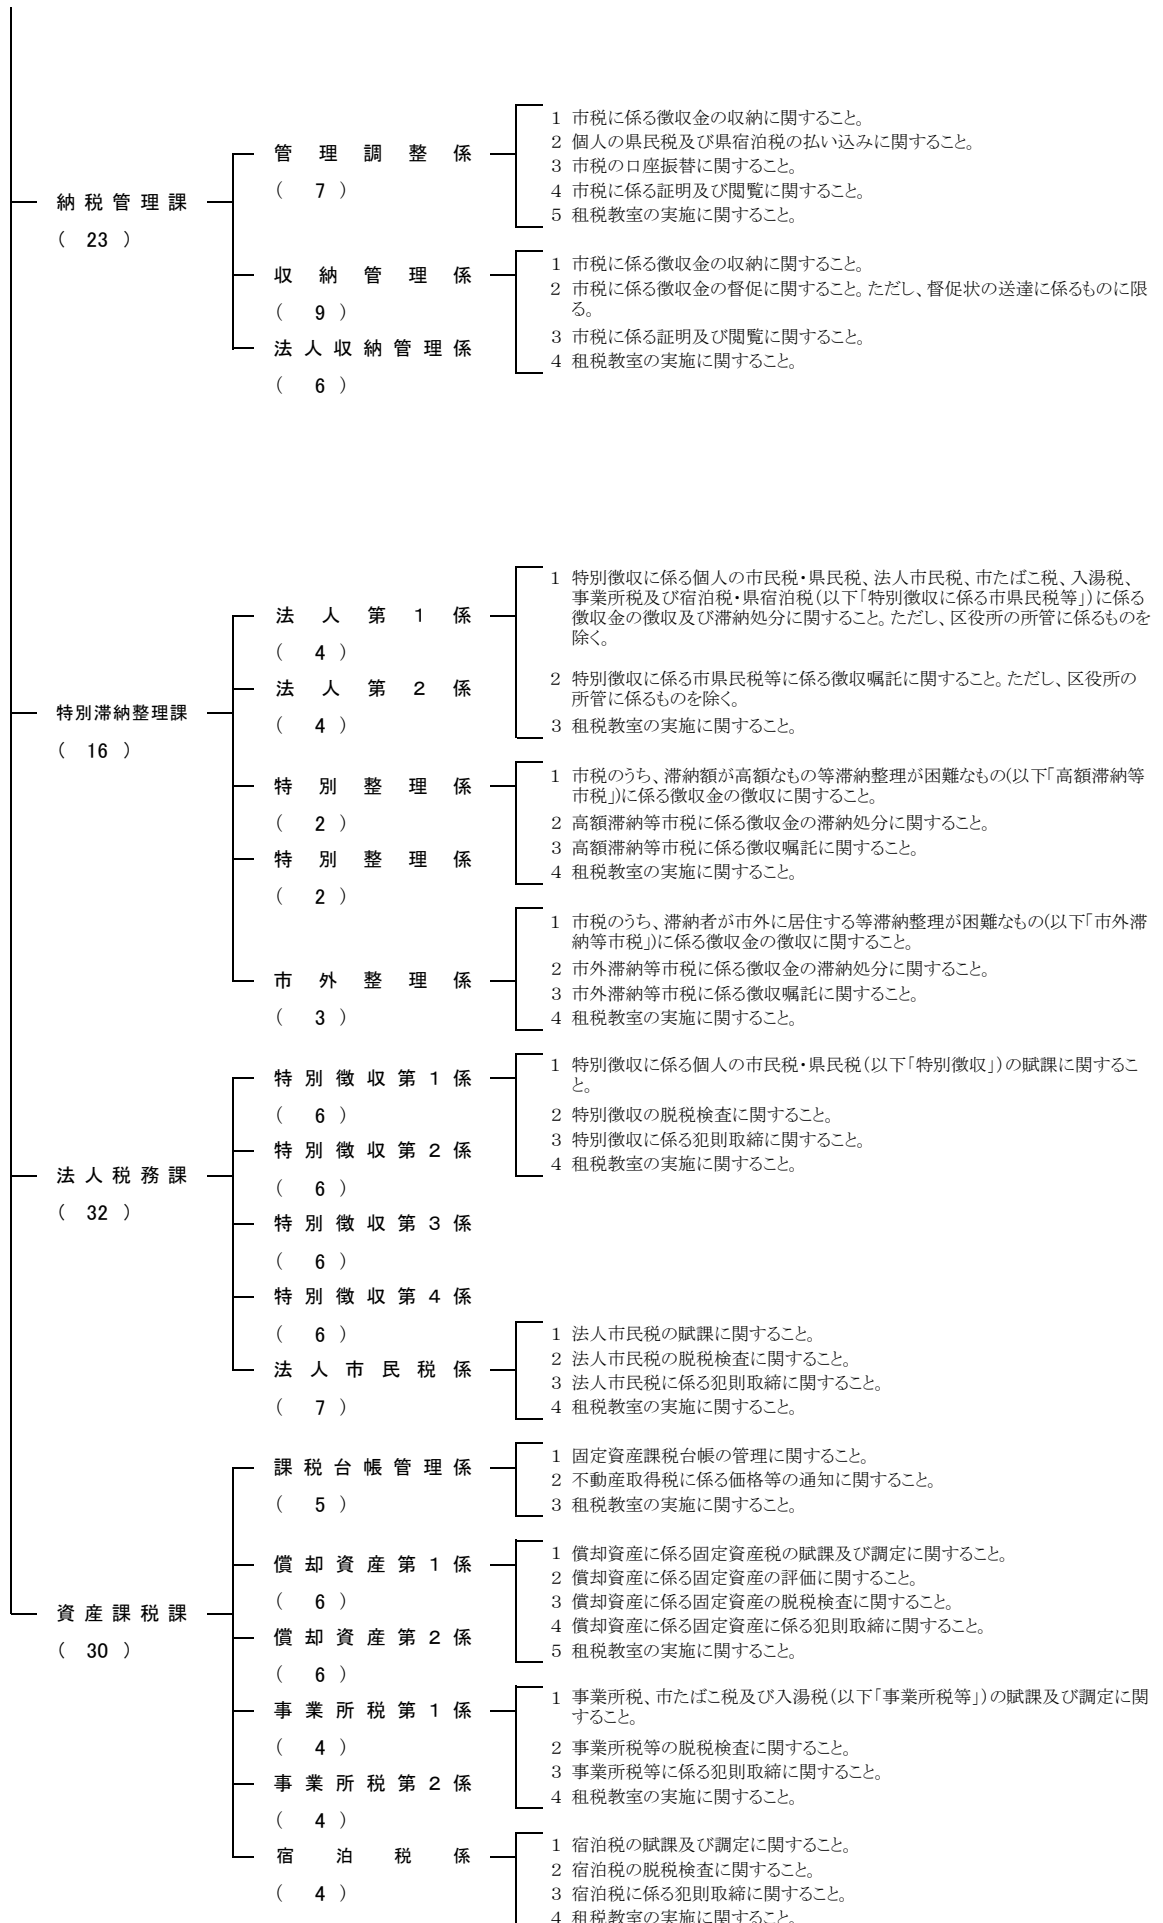 納税管理課
( 23 )
管理調整係
( 7 )
1 市税に係る徴収金の収納に関すること。
2 個人の県民税及び県宿泊税の払い込みに関すること。
3 市税の口座振替に関すること。
4 市税に係る証明及び閲覧に関すること。
5 租税教室の実施に関すること。
収納管理係
( 9 )
法人収納管理係
( 6 )
1 市税に係る徴収金の収納に関すること。
2 市税に係る徴収金の督促に関すること。ただし、督促状の送達に係るものに限
る。
3 市税に係る証明及び閲覧に関すること。
4 租税教室の実施に関すること。
特別滞納整理課
( 16 )
法人第1係
( 4 )
法人第2係
( 4 )
1 特別徴収に係る個人の市民税・県民税、法人市民税、市たばこ税、入湯税、
事業所税及び宿泊税・県宿泊税(以下「特別徴収に係る市県民税等」)に係る
徴収金の徴収及び滞納処分に関すること。ただし、区役所の所管に係るものを
除く。
2 特別徴収に係る市県民税等に係る徴収嘱託に関すること。ただし、区役所の
所管に係るものを除く。
3 租税教室の実施に関すること。
特別整理係
( 2 )
特別整理係
( 2 )
1 市税のうち、滞納額が高額なもの等滞納整理が困難なもの(以下「高額滞納等
市税」)に係る徴収金の徴収に関すること。
2 高額滞納等市税に係る徴収金の滞納処分に関すること。
3 高額滞納等市税に係る徴収嘱託に関すること。
4 租税教室の実施に関すること。
市外整理係
( 3 )
1 市税のうち、滞納者が市外に居住する等滞納整理が困難なもの(以下「市外滞
納等市税」)に係る徴収金の徴収に関すること。
2 市外滞納等市税に係る徴収金の滞納処分に関すること。
3 市外滞納等市税に係る徴収嘱託に関すること。
4 租税教室の実施に関すること。
法人税務課
( 32 )
特別徴収第1係
( 6 )
特別徴収第2係
( 6 )
特別徴収第3係
( 6 )
特別徴収第4係
( 6 )
1 特別徴収に係る個人の市民税・県民税(以下「特別徴収」)の賦課に関するこ
と。
2 特別徴収の脱税検査に関すること。
3 特別徴収に係る犯則取締に関すること。
4 租税教室の実施に関すること。
法人市民税係
( 7 )
1 法人市民税の賦課に関すること。
2 法人市民税の脱税検査に関すること。
3 法人市民税に係る犯則取締に関すること。
4 租税教室の実施に関すること。
資産課税課
( 30 )
課税台帳管理係
( 5 )
1 固定資産課税台帳の管理に関すること。
2 不動産取得税に係る価格等の通知に関すること。
3 租税教室の実施に関すること。
償却資産第1係
( 6 )
償却資産第2係
( 6 )
1 償却資産に係る固定資産税の賦課及び調定に関すること。
2 償却資産に係る固定資産の評価に関すること。
3 償却資産に係る固定資産の脱税検査に関すること。
4 償却資産に係る固定資産に係る犯則取締に関すること。
5 租税教室の実施に関すること。
事業所税第1係
( 4 )
事業所税第2係
( 4 )
1 事業所税、市たばこ税及び入湯税(以下「事業所税等」)の賦課及び調定に関
すること。
2 事業所税等の脱税検査に関すること。
3 事業所税等に係る犯則取締に関すること。
4 租税教室の実施に関すること。
宿泊税係
( 4 )
1 宿泊税の賦課及び調定に関すること。
2 宿泊税の脱税検査に関すること。
3 宿泊税に係る犯則取締に関すること。
4 租税教室の実施に関すること。